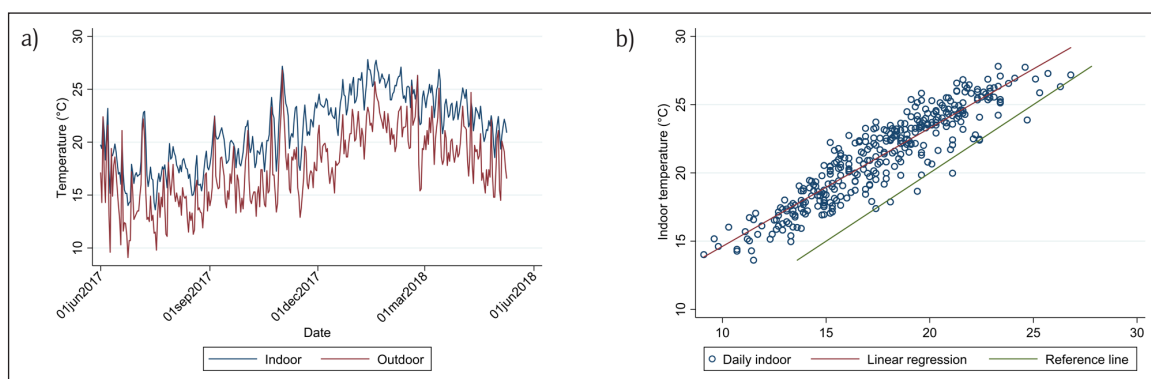 a)
Temperature (°C)
30
25
20
15
10
01jun2017
01sep2017
01dec2017
01mar2018
01jun2018
Date
Indoor
Outdoor
b)
Indoor temperature (°C)
30
25
20
15
10
10
15
20
25
30
Daily indoor
Linear regression
Reference line